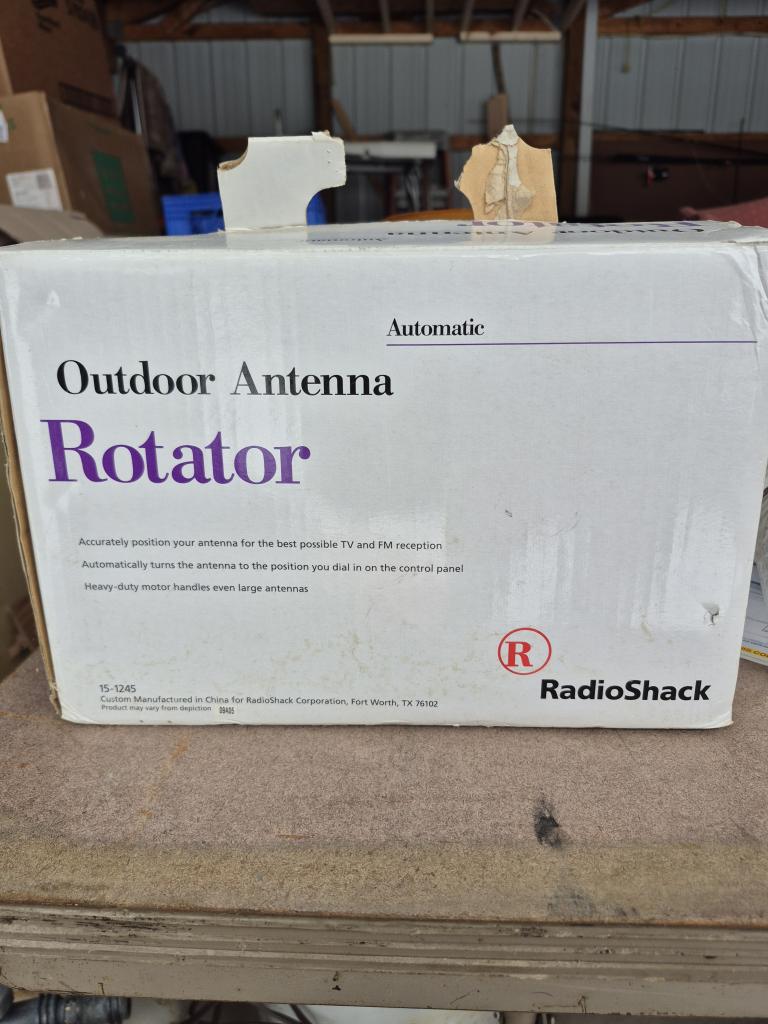 Automatic
Outdoor Antenna
Rotator
Accurately position your antenna for the best possible TV and FM reception
Automatically turns the antenna to the position you dial in on the control panel
Heavy-duty motor handles even large antennas
R
RadioShack
15-1245
Custom Manufactured in China for RadioShack Corporation, Fort Worth, TX 76102
Product may vary from depiction 09A05